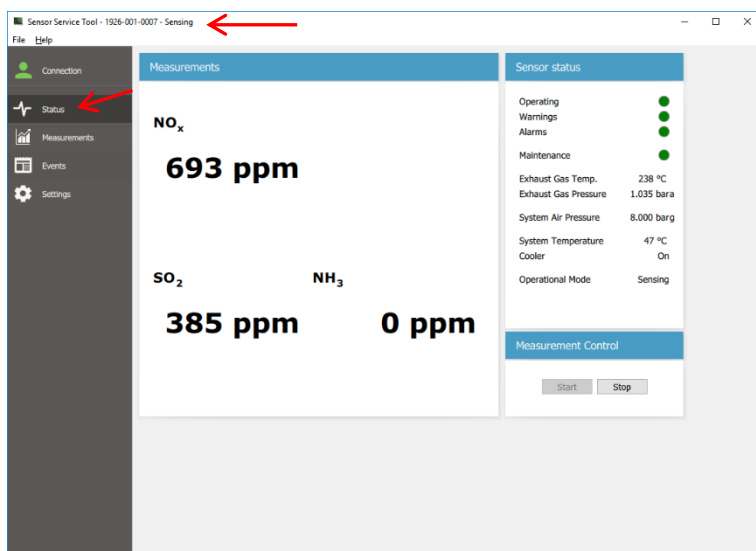 Sensor Service Tool - 1926-001-0007 - Sensing
File Help
Connection
Status
Measurements
Events
Settings
Measurements
NOx
693 ppm
SO2
385 ppm
NH3
0 ppm
Sensor status
Operating
Warnings
Alarms
Maintenance
Exhaust Gas Temp. 238 °C
Exhaust Gas Pressure 1.035 bara
System Air Pressure 8.000 barg
System Temperature 47 °C
Cooler On
Operational Mode Sensing
Measurement Control
Start Stop